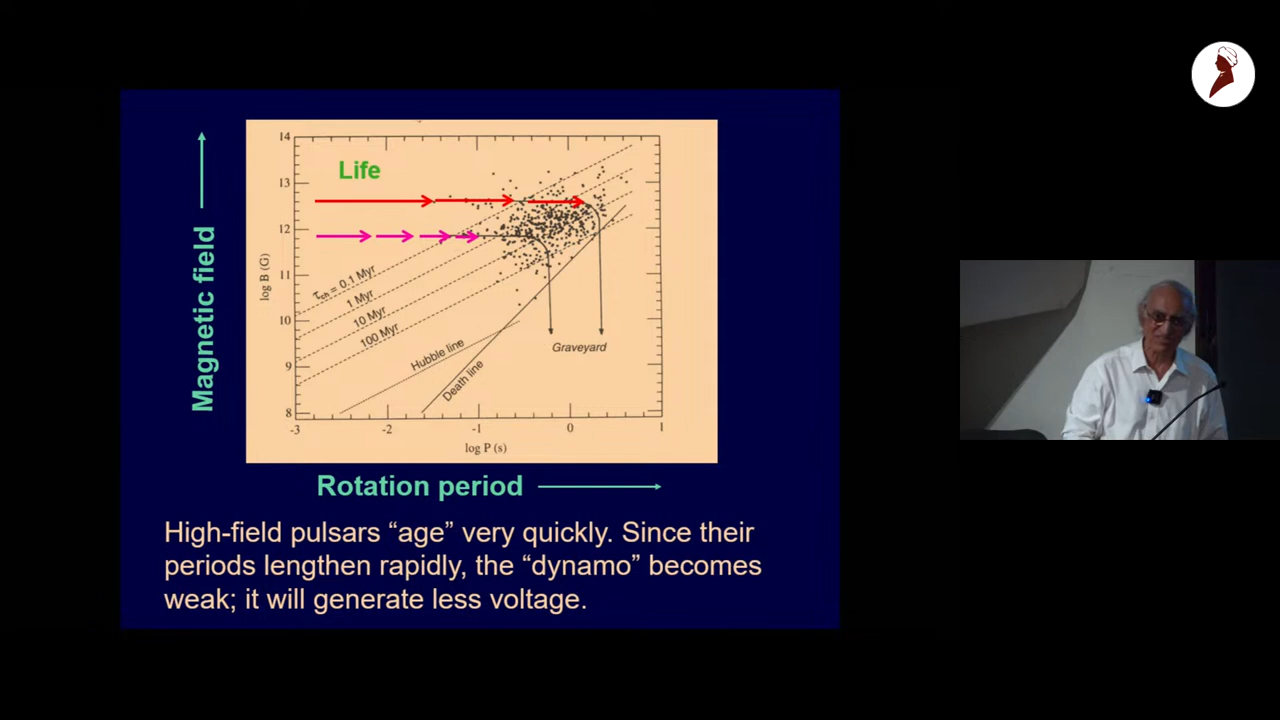 14
Life
13
12
11
10
9
8
log B (G)
Magnetic field
τch = 0.1 Myr
1 Myr
10 Myr
100 Myr
Hubble line
Death line
Graveyard
-3 -2 -1 0 1
log P (s)
Rotation period
High-field pulsars “age” very quickly. Since their
periods lengthen rapidly, the “dynamo” becomes
weak; it will generate less voltage.